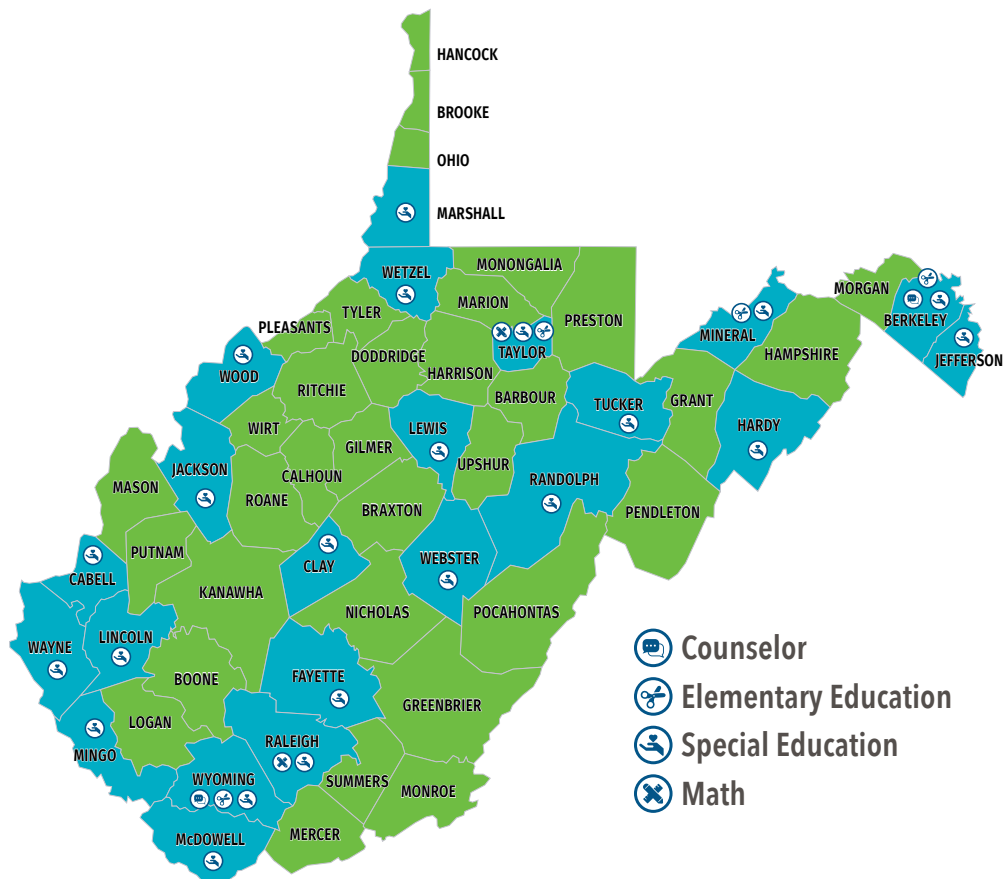 HANCOCK
BROOKE
OHIO
MARSHALL
WETZEL
MONONGALIA
MARION
TYLER
PLEASANTS
PRESTON
MORGAN
BERKELEY
MINERAL
TAYLOR
DODDRIDGE
HARRISON
HAMPSHIRE
JEFFERSON
WOOD
RITCHIE
BARBOUR
TUCKER
GRANT
HARDY
WIRT
LEWIS
GILMER
UPSHUR
JACKSON
CALHOUN
RANDOLPH
MASON
ROANE
BRAXTON
PENDLETON
PUTNAM
CLAY
WEBSTER
CABELL
KANAWHA
NICHOLAS
POCAHONTAS
WAYNE
LINCOLN
BOONE
FAYETTE
GREENBRIER
LOGAN
MINGO
RALEIGH
WYOMING
SUMMERS
MONROE
McDOWELL
MERCER
Counselor
Elementary Education
Special Education
Math